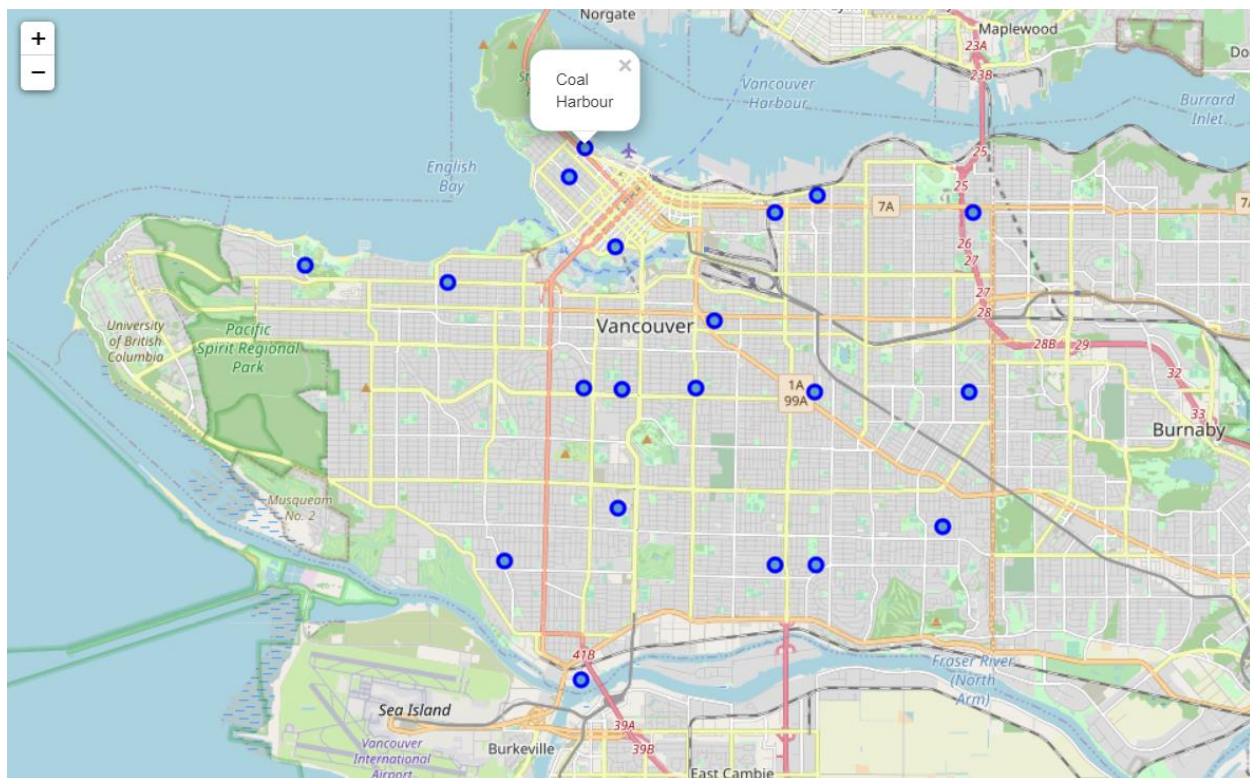 +
−
Norgate
Maplewood
23A
23B
Coal
Harbour
×
Vancouver
Harbour
Burrard
Inlet
25
25
English
Bay
7A
26
27
27
28
28B
29
32
33
University
of British
Columbia
Pacific
Spirit Regional
Park
Vancouver
1A
99A
Burnaby
Musqueam
No. 2
41B
Fraser River
(North
Arm)
Sea Island
39A
39B
Vancouver
International
Airport
Burkeville
East Cambie